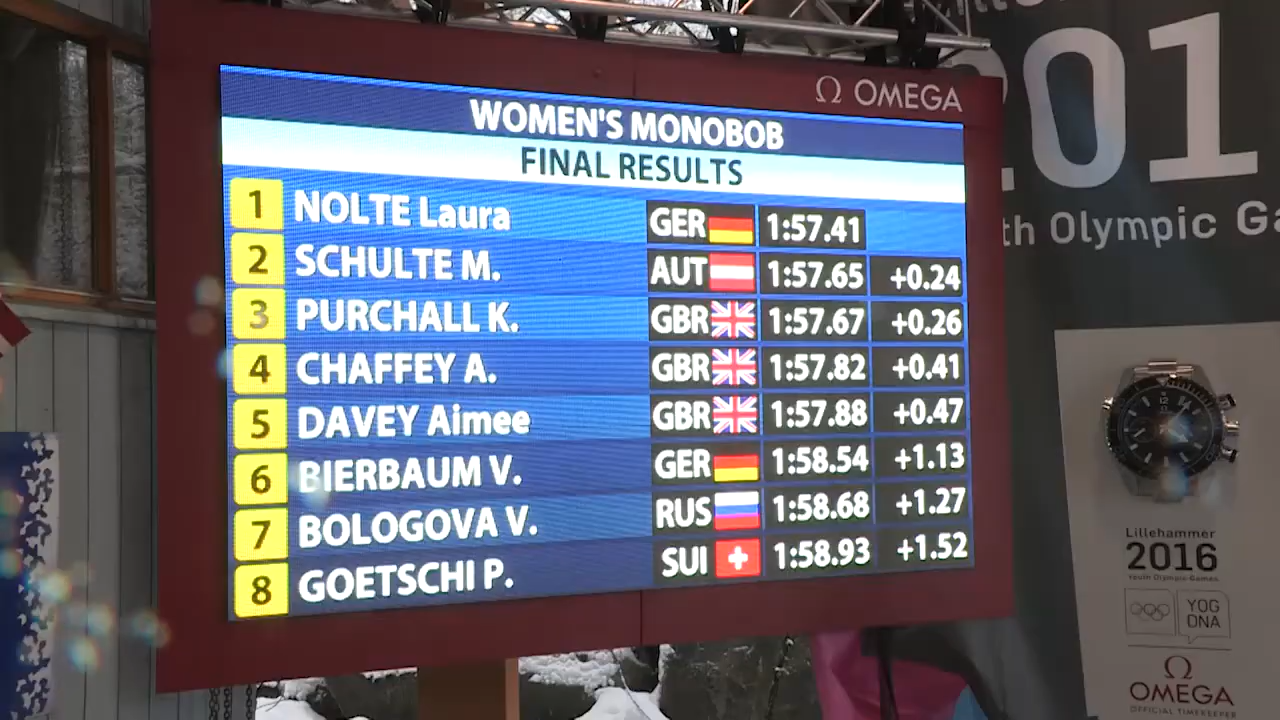 Ω OMEGA
WOMEN'S MONOBOB
FINAL RESULTS
1 NOLTE Laura GER 1:57.41
2 SCHULTE M. AUT 1:57.65 +0.24
3 PURCHALL K. GBR 1:57.67 +0.26
4 CHAFFEY A. GBR 1:57.82 +0.41
5 DAVEY Aimee GBR 1:57.88 +0.47
6 BIERBAUM V. GER 1:58.54 +1.13
7 BOLOGOVA V. RUS 1:58.68 +1.27
8 GOETSCHI P. SUI 1:58.93 +1.52
201
th Olympic Ga
Lillehammer
2016
Youth Olympic Games
YOG
DNA
Ω
OMEGA
OFFICIAL TIMEKEEPER